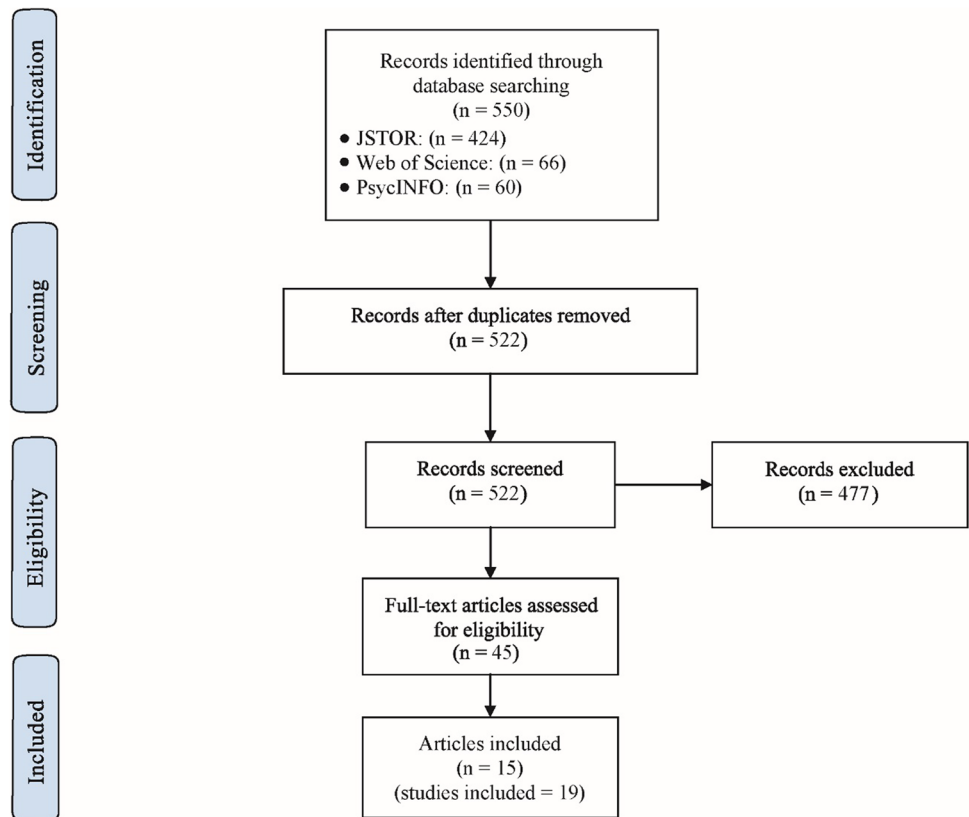 Identification
Records identified through
database searching
(n = 550)
● JSTOR: (n = 424)
● Web of Science: (n = 66)
● PsycINFO: (n = 60)
Screening
Records after duplicates removed
(n = 522)
Eligibility
Records screened
(n = 522)
Records excluded
(n = 477)
Full-text articles assessed
for eligibility
(n = 45)
Included
Articles included
(n = 15)
(studies included = 19)